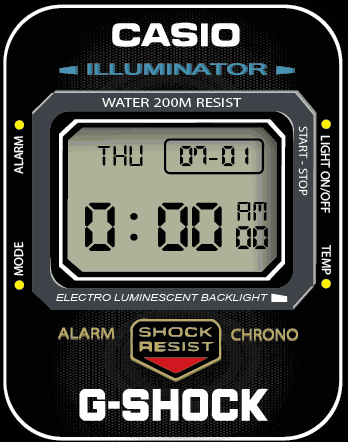 CASIO
ILLUMINATOR
WATER 200M RESIST
ALARM
MODE
THU 07-01
0:00 AM 00
START - STOP
LIGHT ON/OFF
TEMP
ELECTRO LUMINESCENT BACKLIGHT
ALARM
SHOCK
RESIST
CHRONO
G-SHOCK